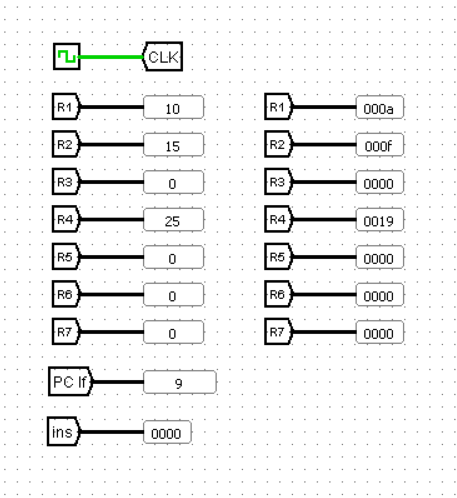 CLK
R1 10 R1 000a
R2 15 R2 000f
R3 0 R3 0000
R4 25 R4 0019
R5 0 R5 0000
R6 0 R6 0000
R7 0 R7 0000
PC If 9
ins 0000